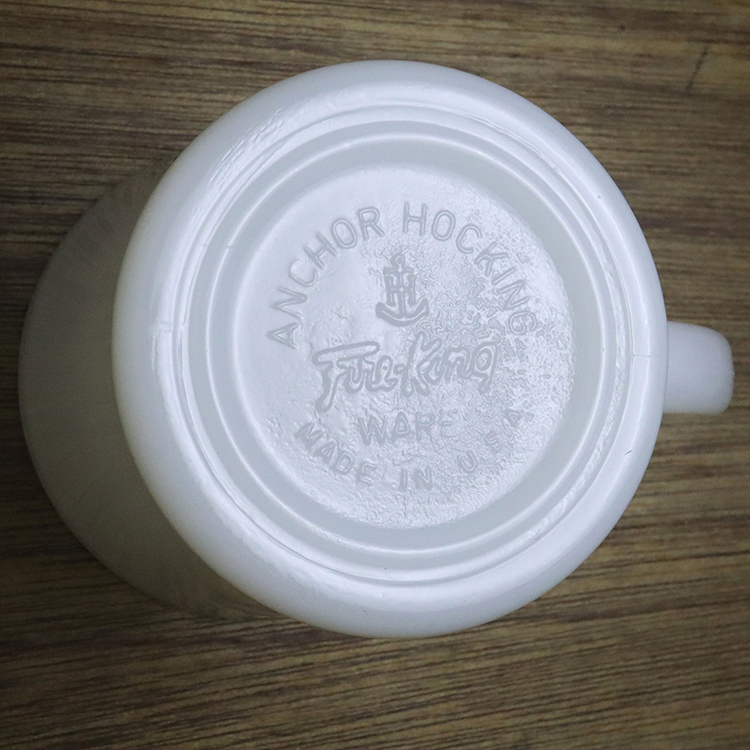 ANCHOR HOCKING
Fire-King
WARE
MADE IN U.S.A.